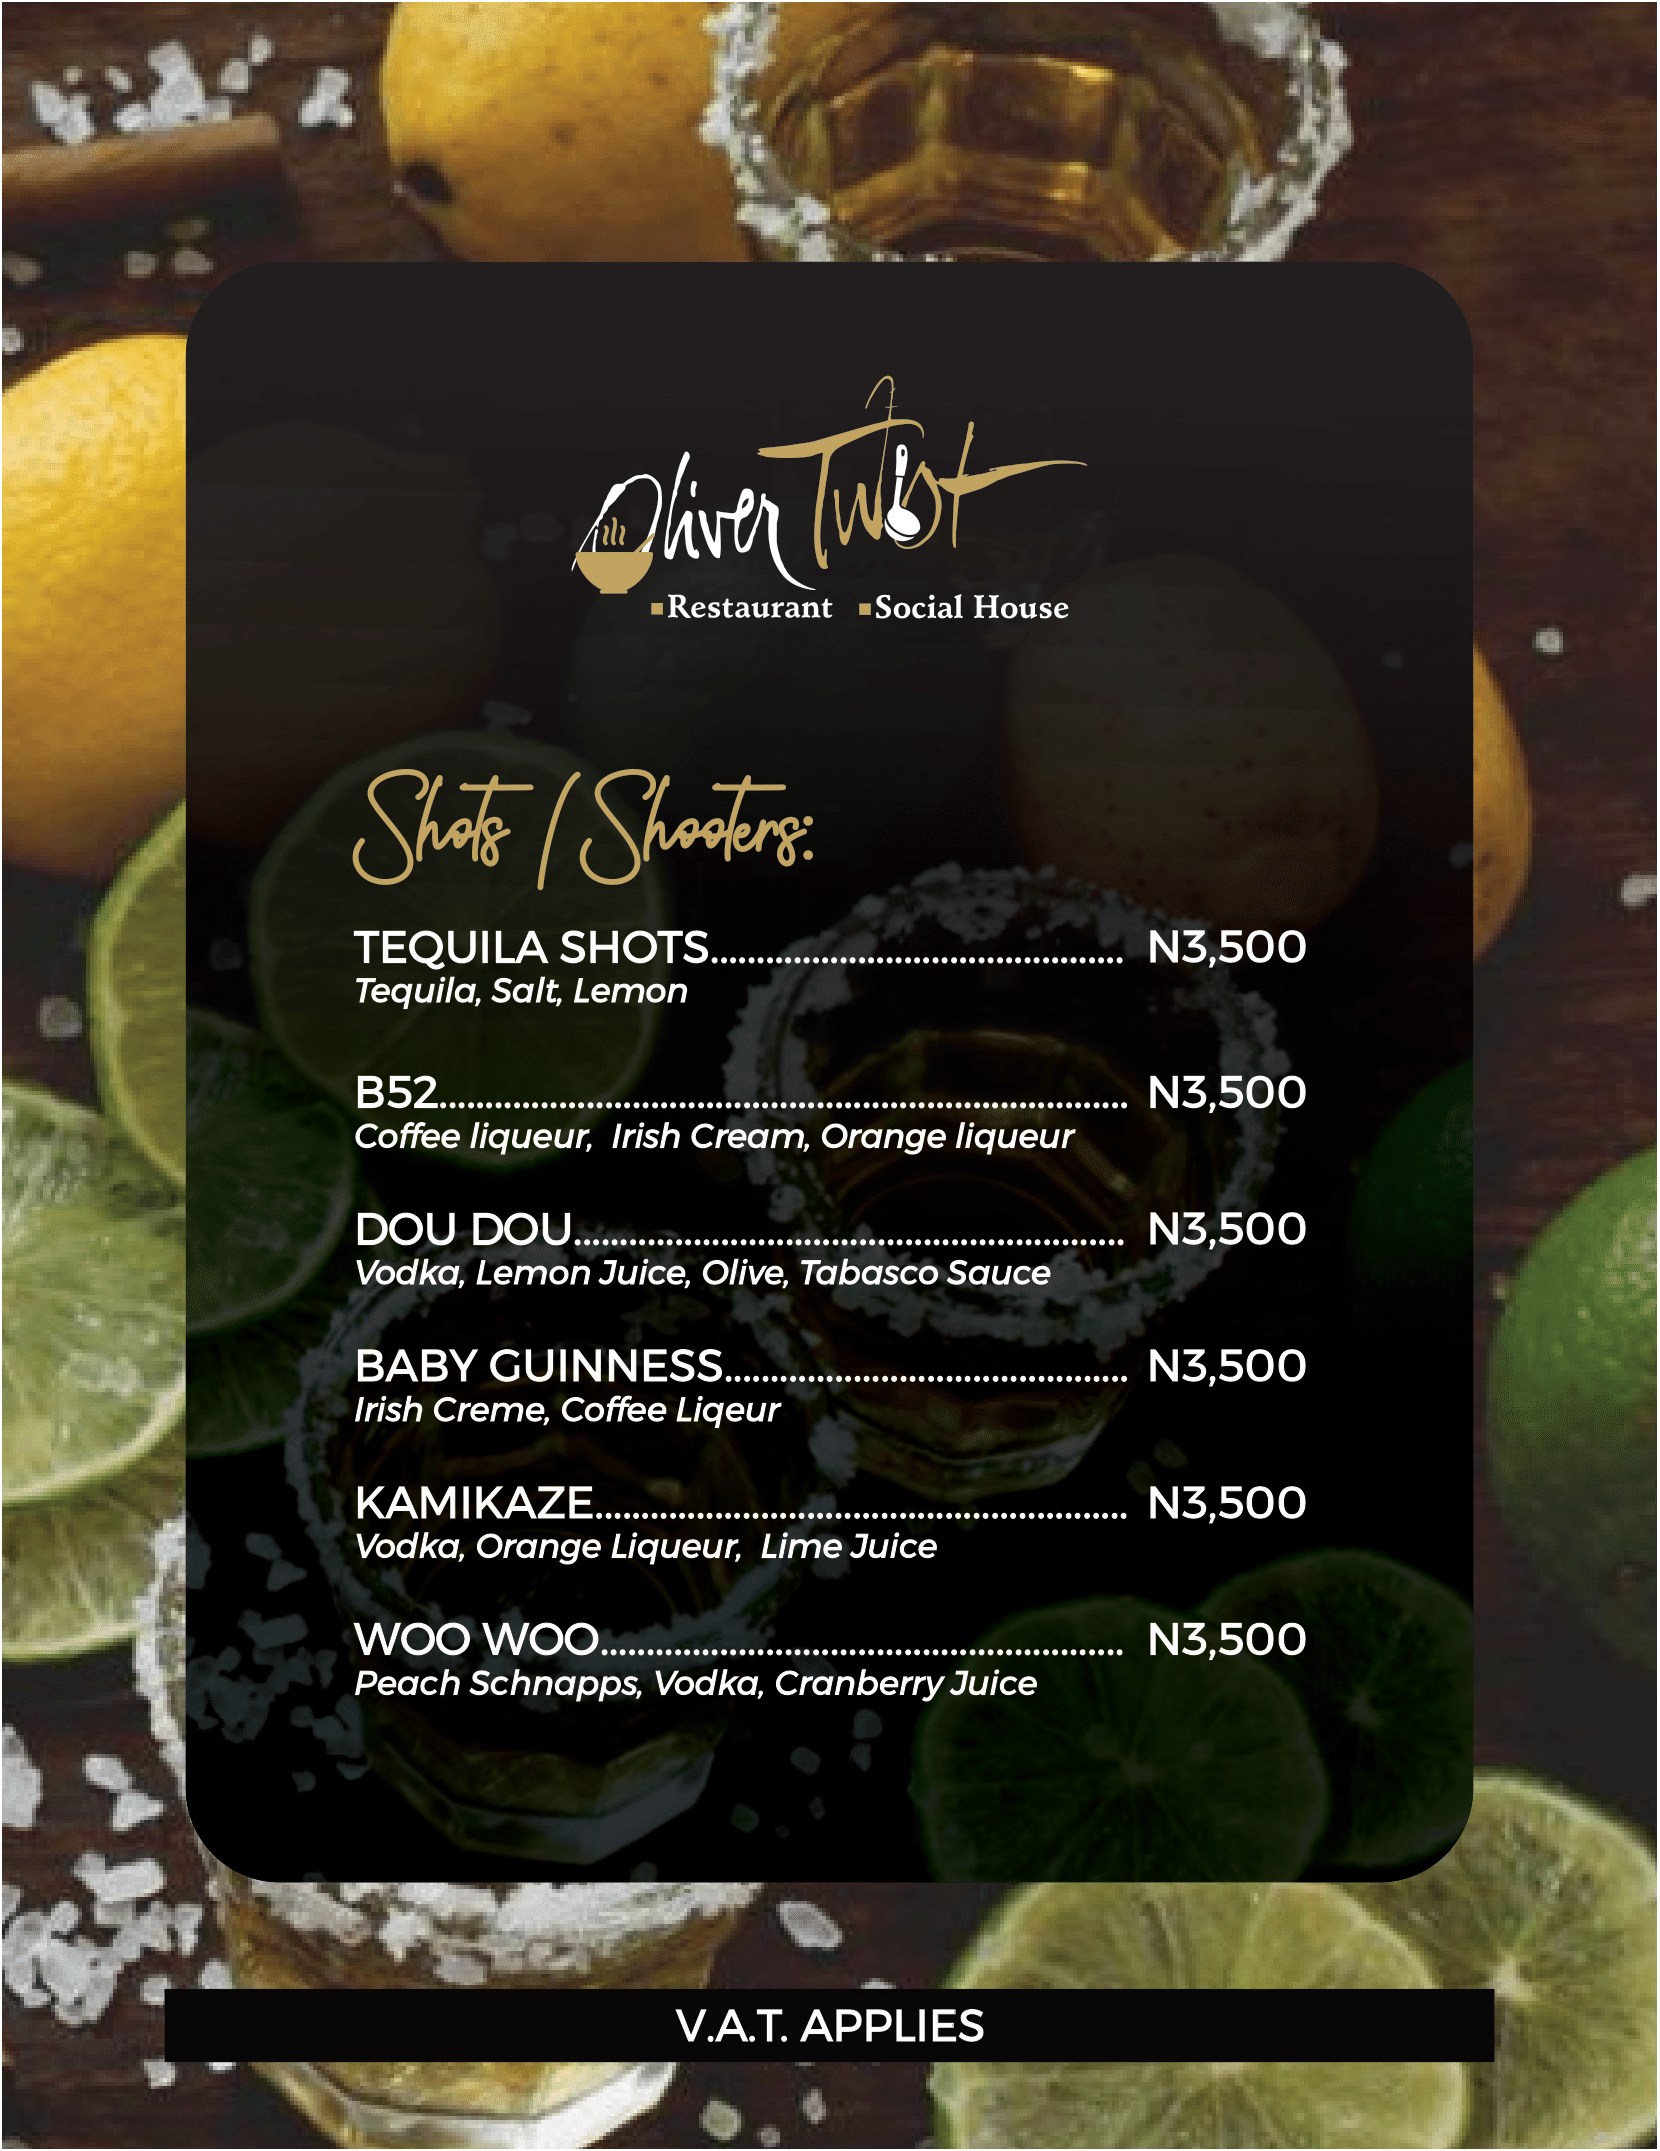 Oliver Twist
Restaurant Social House
Shots / Shooters:
TEQUILA SHOTS............................................. N3,500
Tequila, Salt, Lemon
B52........................................................................... N3,500
Coffee liqueur, Irish Cream, Orange liqueur
DOU DOU............................................................ N3,500
Vodka, Lemon Juice, Olive, Tabasco Sauce
BABY GUINNESS............................................ N3,500
Irish Creme, Coffee Liqeur
KAMIKAZE.......................................................... N3,500
Vodka, Orange Liqueur, Lime Juice
WOO WOO......................................................... N3,500
Peach Schnapps, Vodka, Cranberry Juice
V.A.T. APPLIES